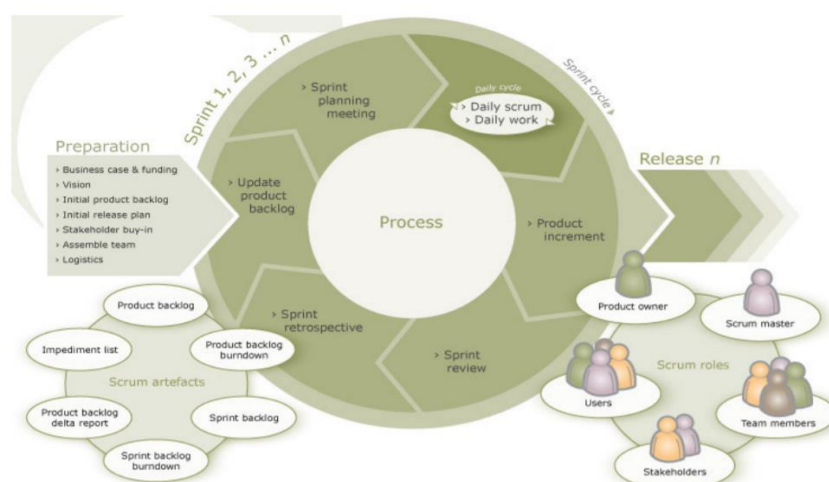 Sprint 1, 2, 3 ... n
Sprint cycle
Preparation
› Business case & funding
› Vision
› Initial product backlog
› Initial release plan
› Stakeholder buy-in
› Assemble team
› Logistics
› Sprint
planning
meeting
Daily cycle
› Daily scrum
› Daily work
› Update
product
backlog
Process
› Product
increment
› Sprint
retrospective
› Sprint
review
Release n
Scrum artefacts
Product backlog
Impediment list
Product backlog
burndown
Product backlog
delta report
Sprint backlog
Sprint backlog
burndown
Scrum roles
Product owner
Scrum master
Users
Team members
Stakeholders